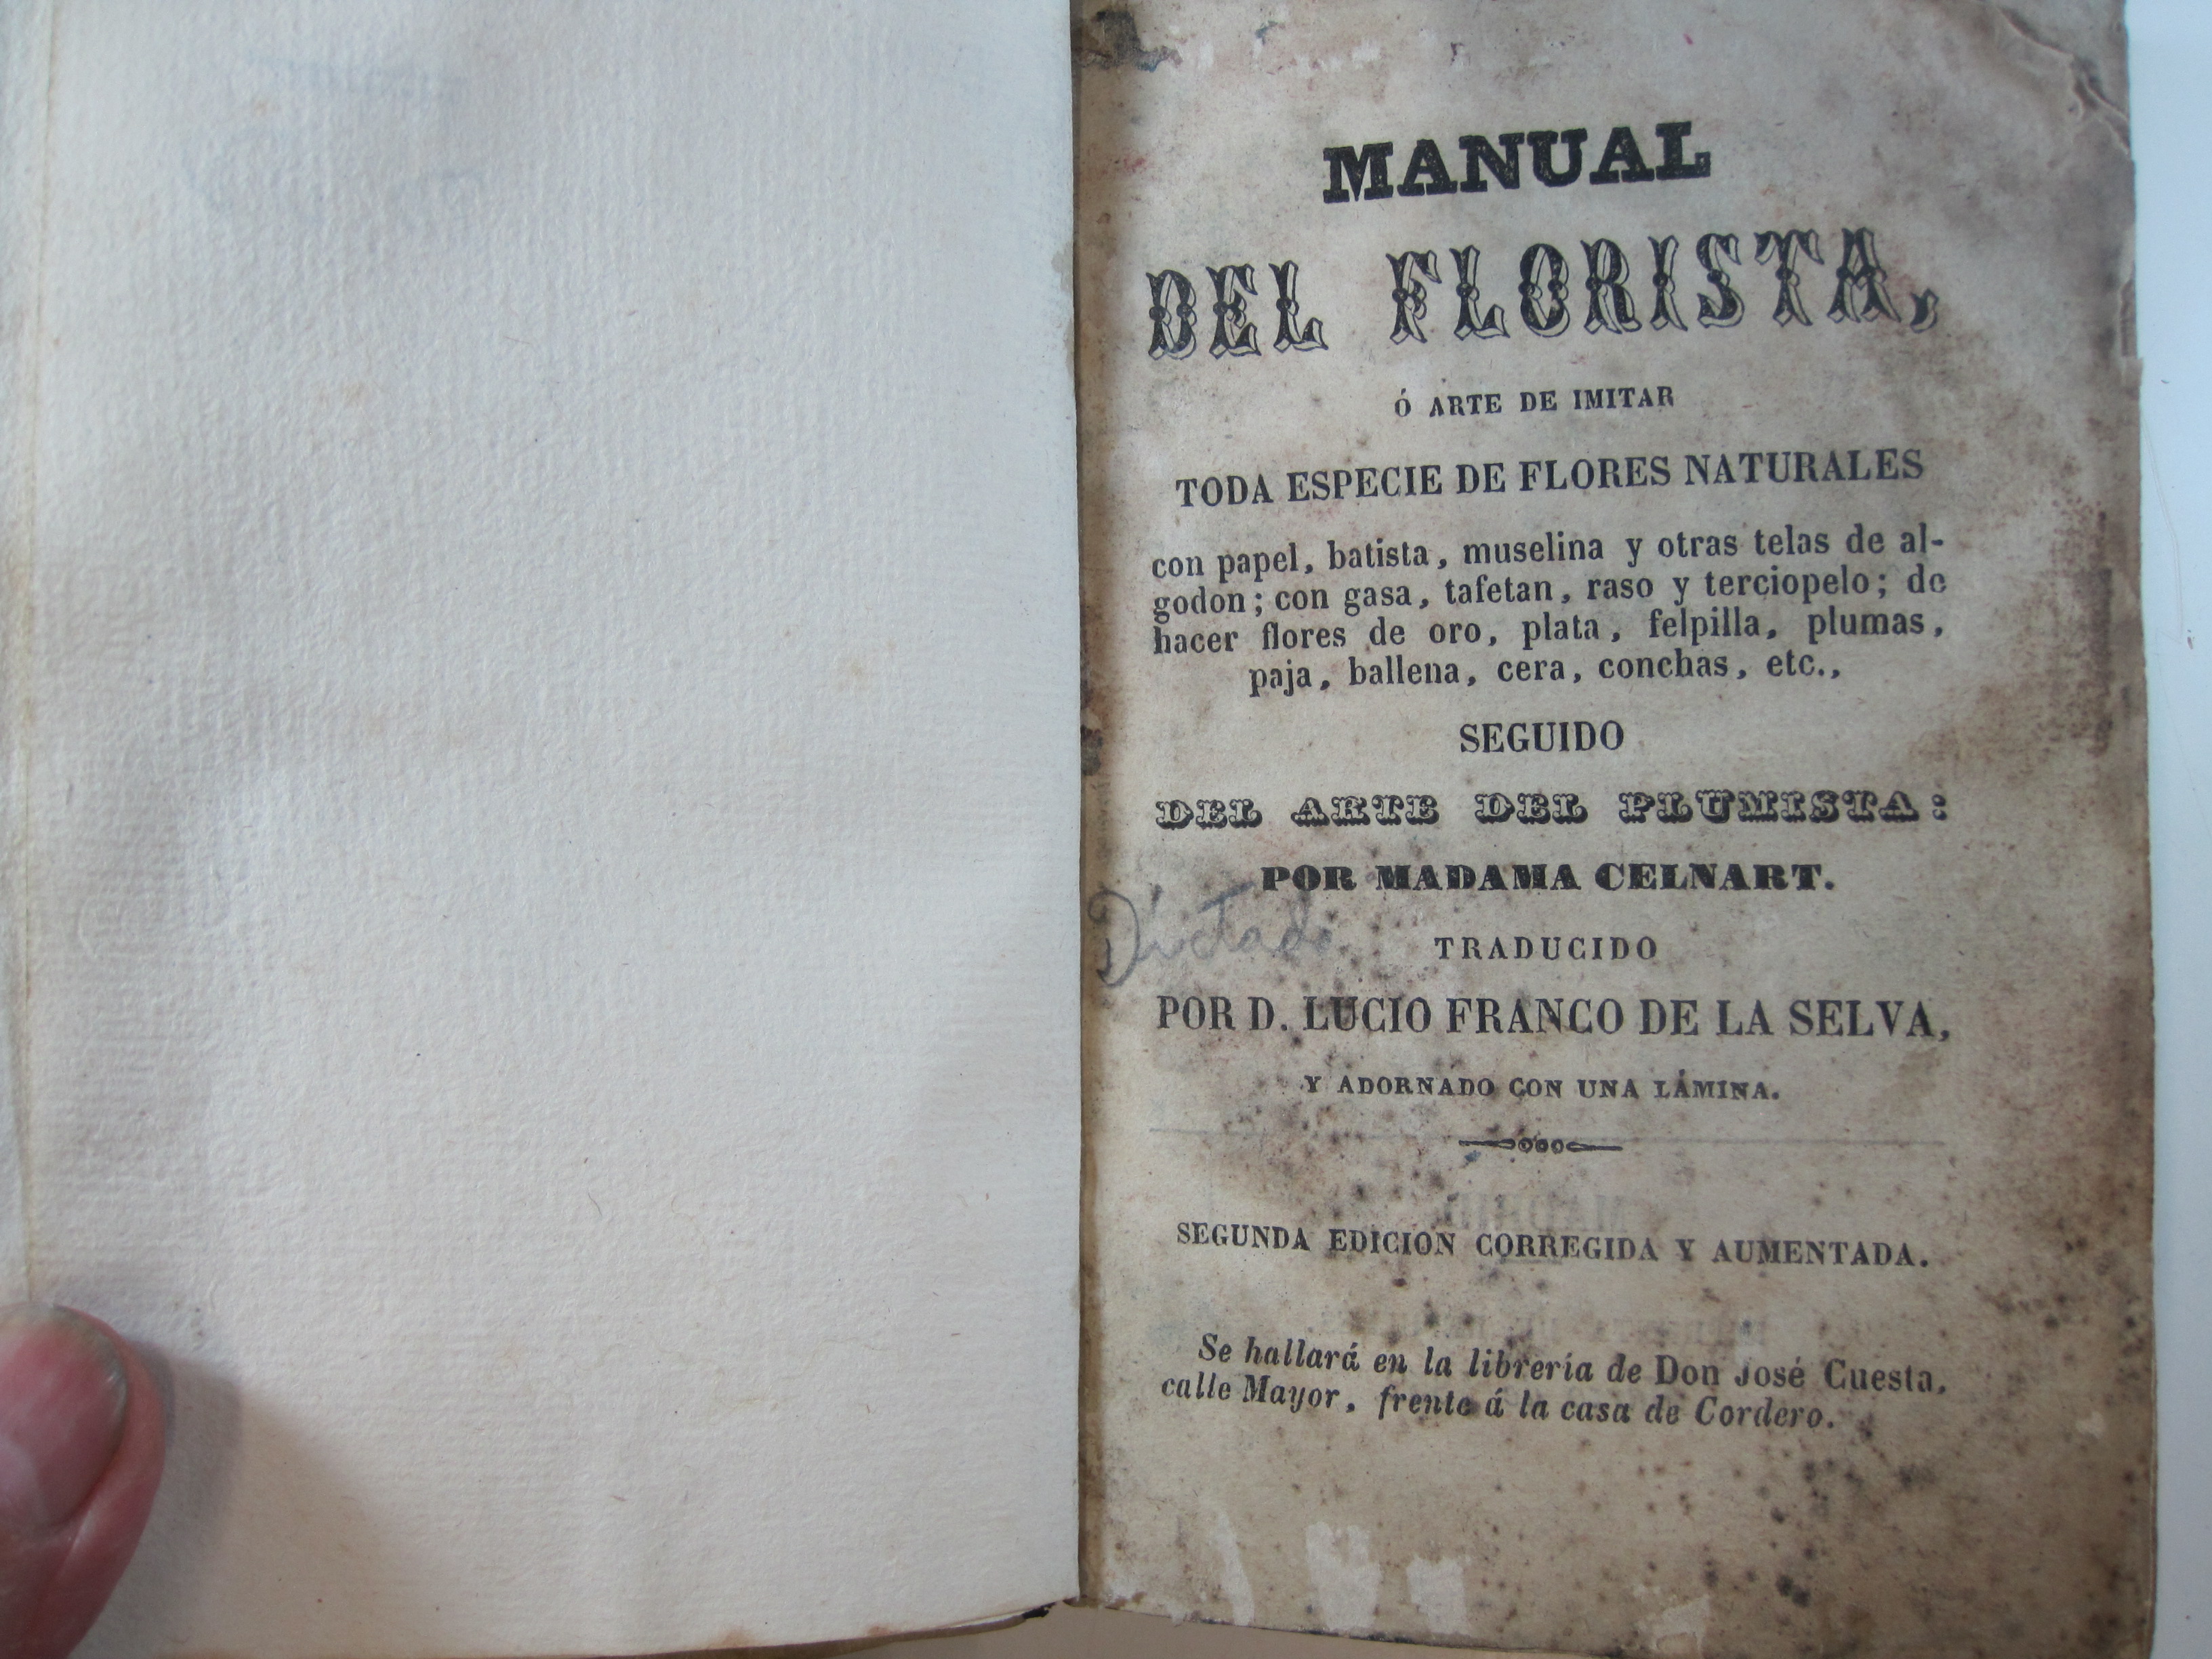 MANUAL
DEL FLORISTA,
Ó ARTE DE IMITAR
TODA ESPECIE DE FLORES NATURALES
con papel, batista, muselina y otras telas de al-
godon; con gasa, tafetan, raso y terciopelo; de
hacer flores de oro, plata, felpilla, plumas,
paja, ballena, cera, conchas, etc.,
SEGUIDO
DEL ARTE DEL PLUMISTA:
POR MADAMA CELNART.
Dictado
TRADUCIDO
POR D. LUCIO FRANCO DE LA SELVA,
Y ADORNADO CON UNA LÁMINA.
SEGUNDA EDICION CORREGIDA Y AUMENTADA.
Se hallará en la librería de Don José Cuesta,
calle Mayor, frente á la casa de Cordero.